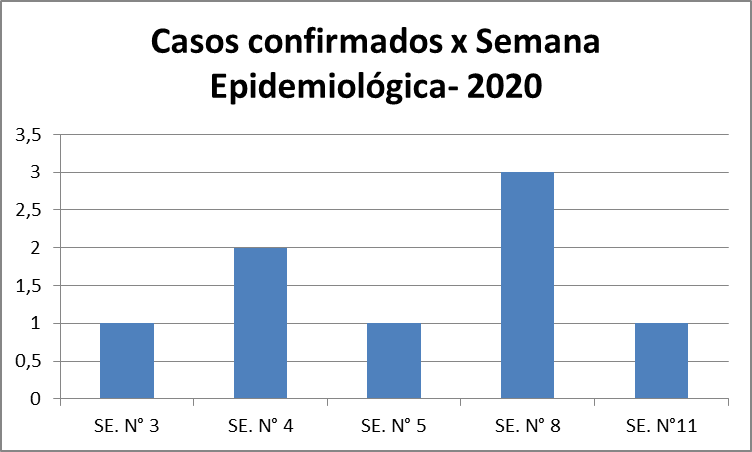 Casos confirmados x Semana
Epidemiológica- 2020
3,5
3
2,5
2
1,5
1
0,5
0
SE. N° 3
SE. N° 4
SE. N° 5
SE. N° 8
SE. N°11